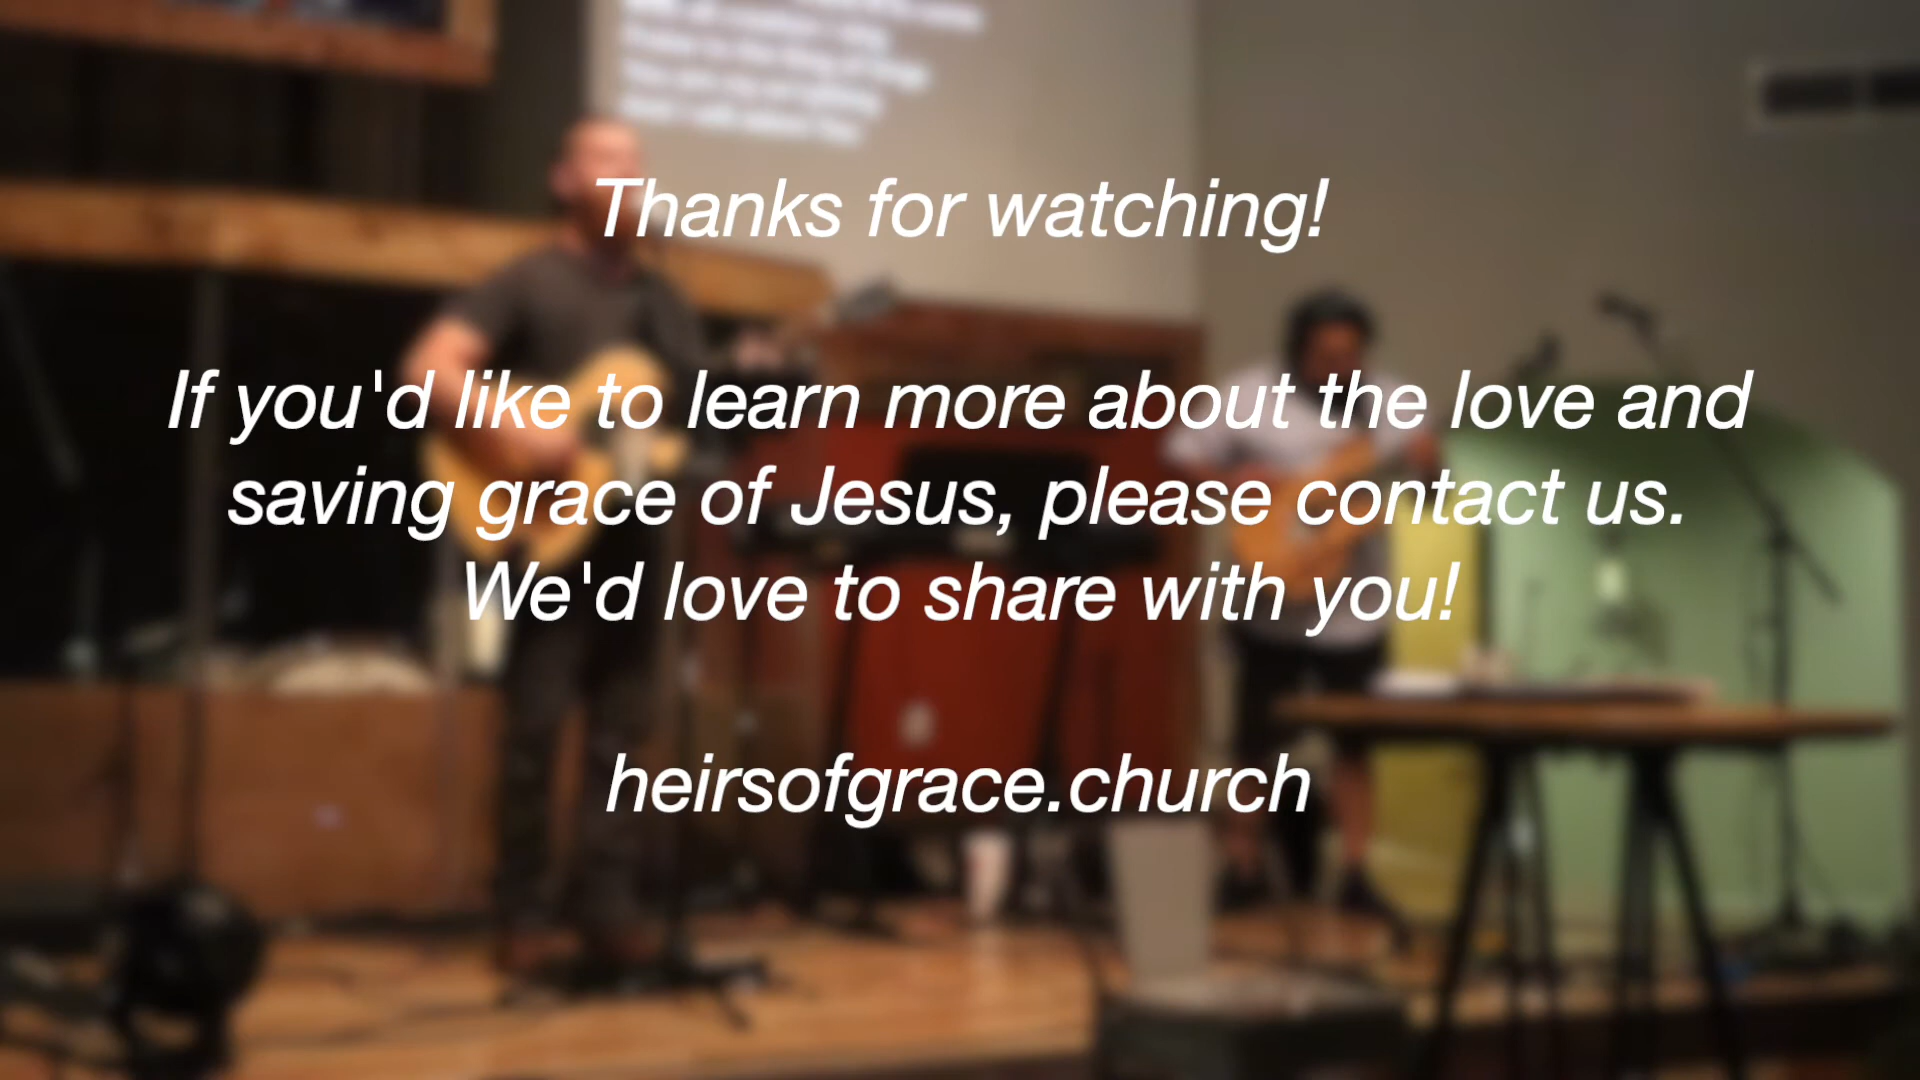 Thanks for watching!
If you'd like to learn more about the love and
saving grace of Jesus, please contact us.
We'd love to share with you!
heirsofgrace.church